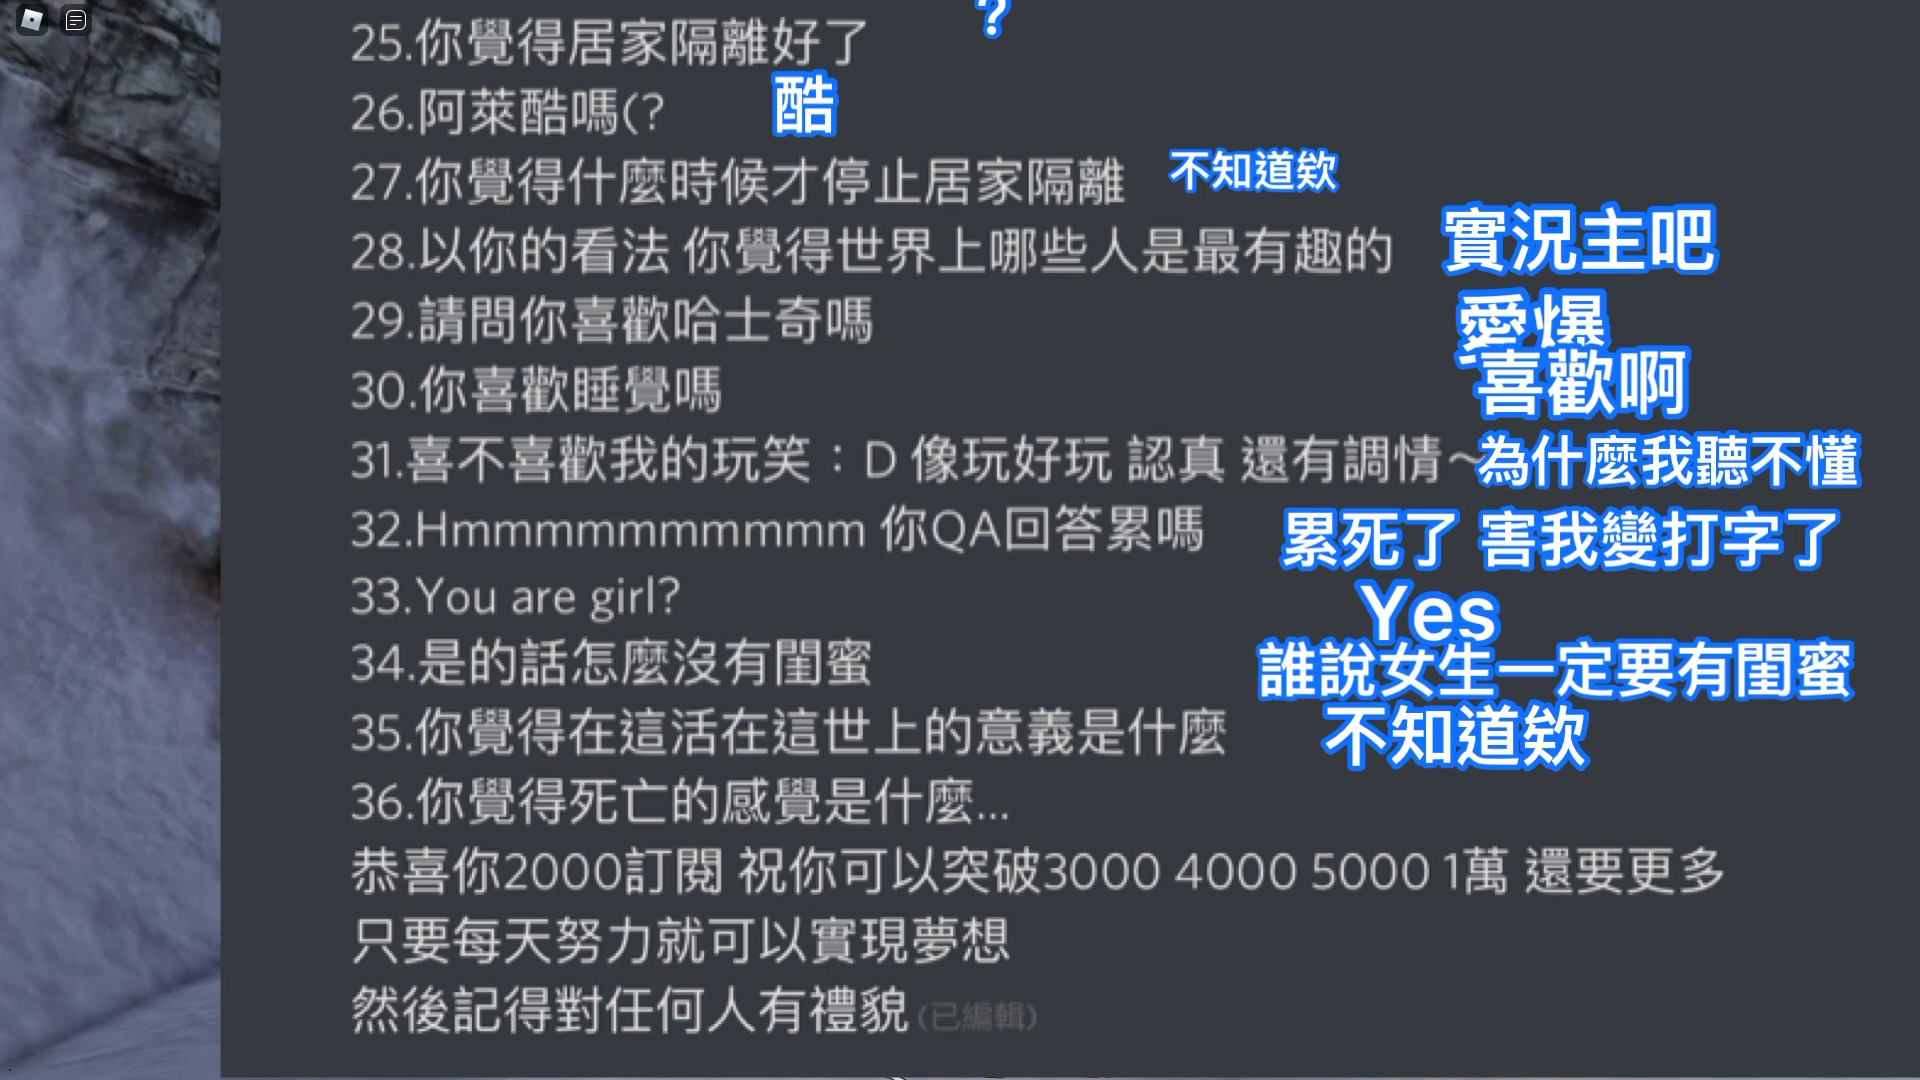 ?
25.你覺得居家隔離好了
26.阿萊酷嗎(? 酷
27.你覺得什麼時候才停止居家隔離 不知道欸
28.以你的看法 你覺得世界上哪些人是最有趣的 實況主吧
29.請問你喜歡哈士奇嗎 愛爆
30.你喜歡睡覺嗎 喜歡啊
31.喜不喜歡我的玩笑：D 像玩好玩 認真 還有調情~ 為什麼我聽不懂
32.Hmmmmmmmmmm 你QA回答累嗎 累死了 害我變打字了
33.You are girl? Yes
34.是的話怎麼沒有閨蜜 誰說女生一定要有閨蜜
35.你覺得在這活在這世上的意義是什麼 不知道欸
36.你覺得死亡的感覺是什麼...
恭喜你2000訂閱 祝你可以突破3000 4000 5000 1萬 還要更多
只要每天努力就可以實現夢想
然後記得對任何人有禮貌 (已編輯)